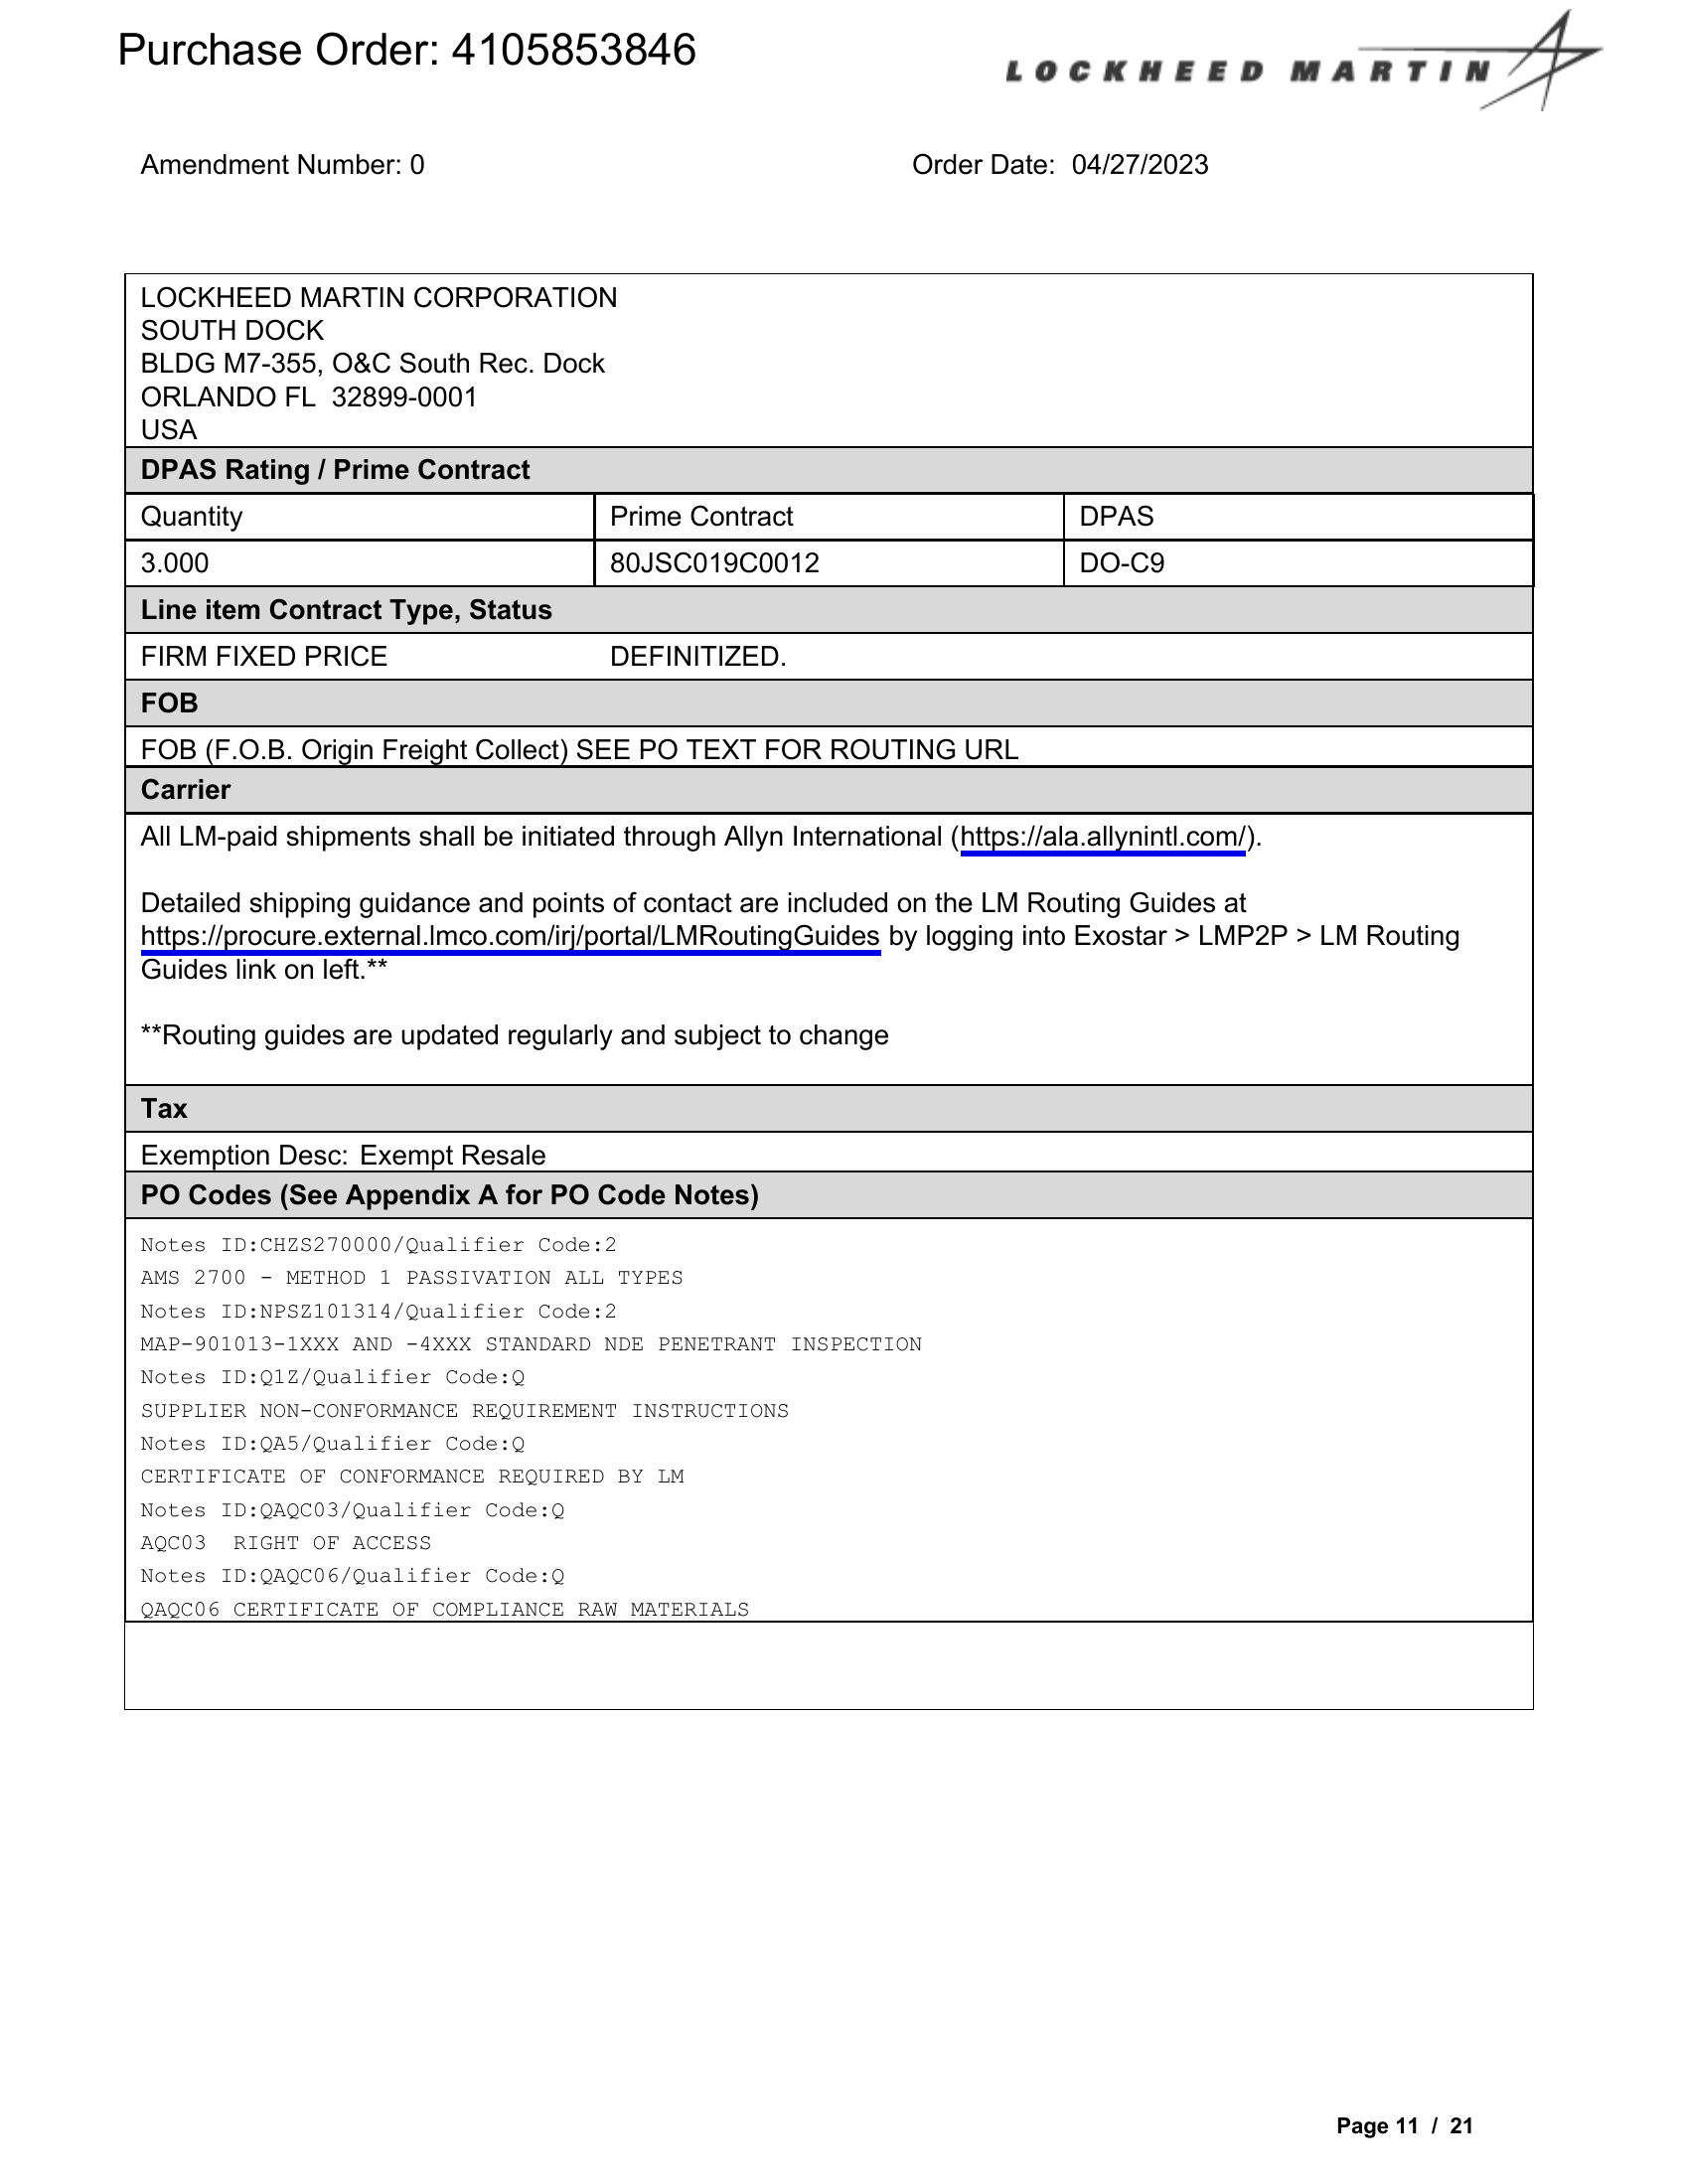 Purchase Order: 4105853846
LOCKHEED MARTIN
Amendment Number: 0
Order Date: 04/27/2023
LOCKHEED MARTIN CORPORATION
SOUTH DOCK
BLDG M7-355, O&C South Rec. Dock
ORLANDO FL 32899-0001
USA
DPAS Rating / Prime Contract
Quantity Prime Contract DPAS
3.000 80JSC019C0012 DO-C9
Line item Contract Type, Status
FIRM FIXED PRICE DEFINITIZED.
FOB
FOB (F.O.B. Origin Freight Collect) SEE PO TEXT FOR ROUTING URL
Carrier
All LM-paid shipments shall be initiated through Allyn International (https://ala.allynintl.com/).
Detailed shipping guidance and points of contact are included on the LM Routing Guides at
https://procure.external.lmco.com/irj/portal/LMRoutingGuides by logging into Exostar > LMP2P > LM Routing
Guides link on left.**
**Routing guides are updated regularly and subject to change
Tax
Exemption Desc: Exempt Resale
PO Codes (See Appendix A for PO Code Notes)
Notes ID:CHZS270000/Qualifier Code:2
AMS 2700 - METHOD 1 PASSIVATION ALL TYPES
Notes ID:NPSZ101314/Qualifier Code:2
MAP-901013-1XXX AND -4XXX STANDARD NDE PENETRANT INSPECTION
Notes ID:Q1Z/Qualifier Code:Q
SUPPLIER NON-CONFORMANCE REQUIREMENT INSTRUCTIONS
Notes ID:QA5/Qualifier Code:Q
CERTIFICATE OF CONFORMANCE REQUIRED BY LM
Notes ID:QAQC03/Qualifier Code:Q
AQC03 RIGHT OF ACCESS
Notes ID:QAQC06/Qualifier Code:Q
QAQC06 CERTIFICATE OF COMPLIANCE RAW MATERIALS
Page 11 / 21